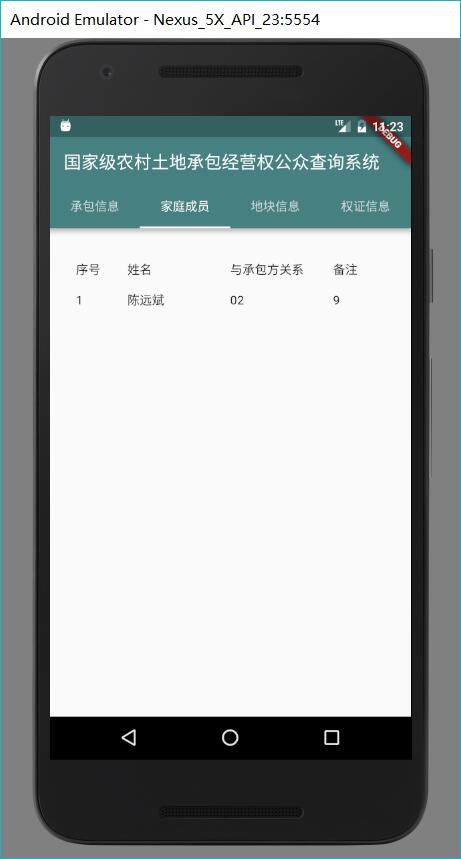 Android Emulator - Nexus_5X_API_23:5554
LTE 11:23
DEBUG
国家级农村土地承包经营权公众查询系统
承包信息 家庭成员 地块信息 权证信息
序号 姓名 与承包方关系 备注
1 陈远斌 02 9